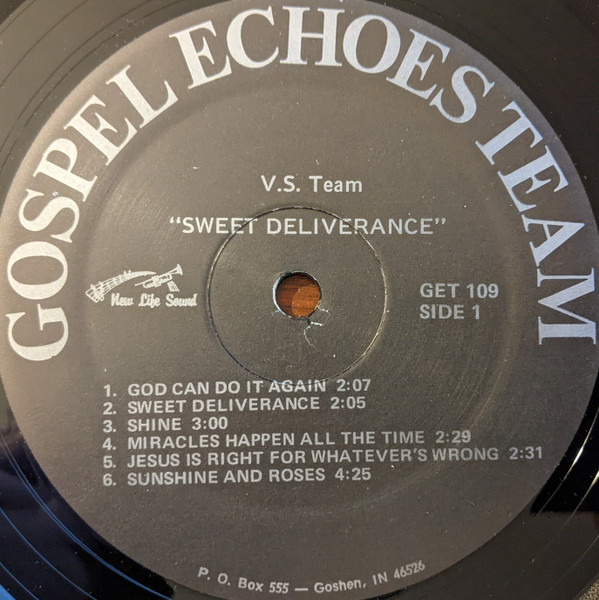 GOSPEL ECHOES TEAM
V.S. Team
"SWEET DELIVERANCE"
New Life Sound
GET 109
SIDE 1
1. GOD CAN DO IT AGAIN 2:07
2. SWEET DELIVERANCE 2:05
3. SHINE 3:00
4. MIRACLES HAPPEN ALL THE TIME 2:29
5. JESUS IS RIGHT FOR WHATEVER'S WRONG 2:31
6. SUNSHINE AND ROSES 4:25
P. O. Box 555 — Goshen, IN 46526